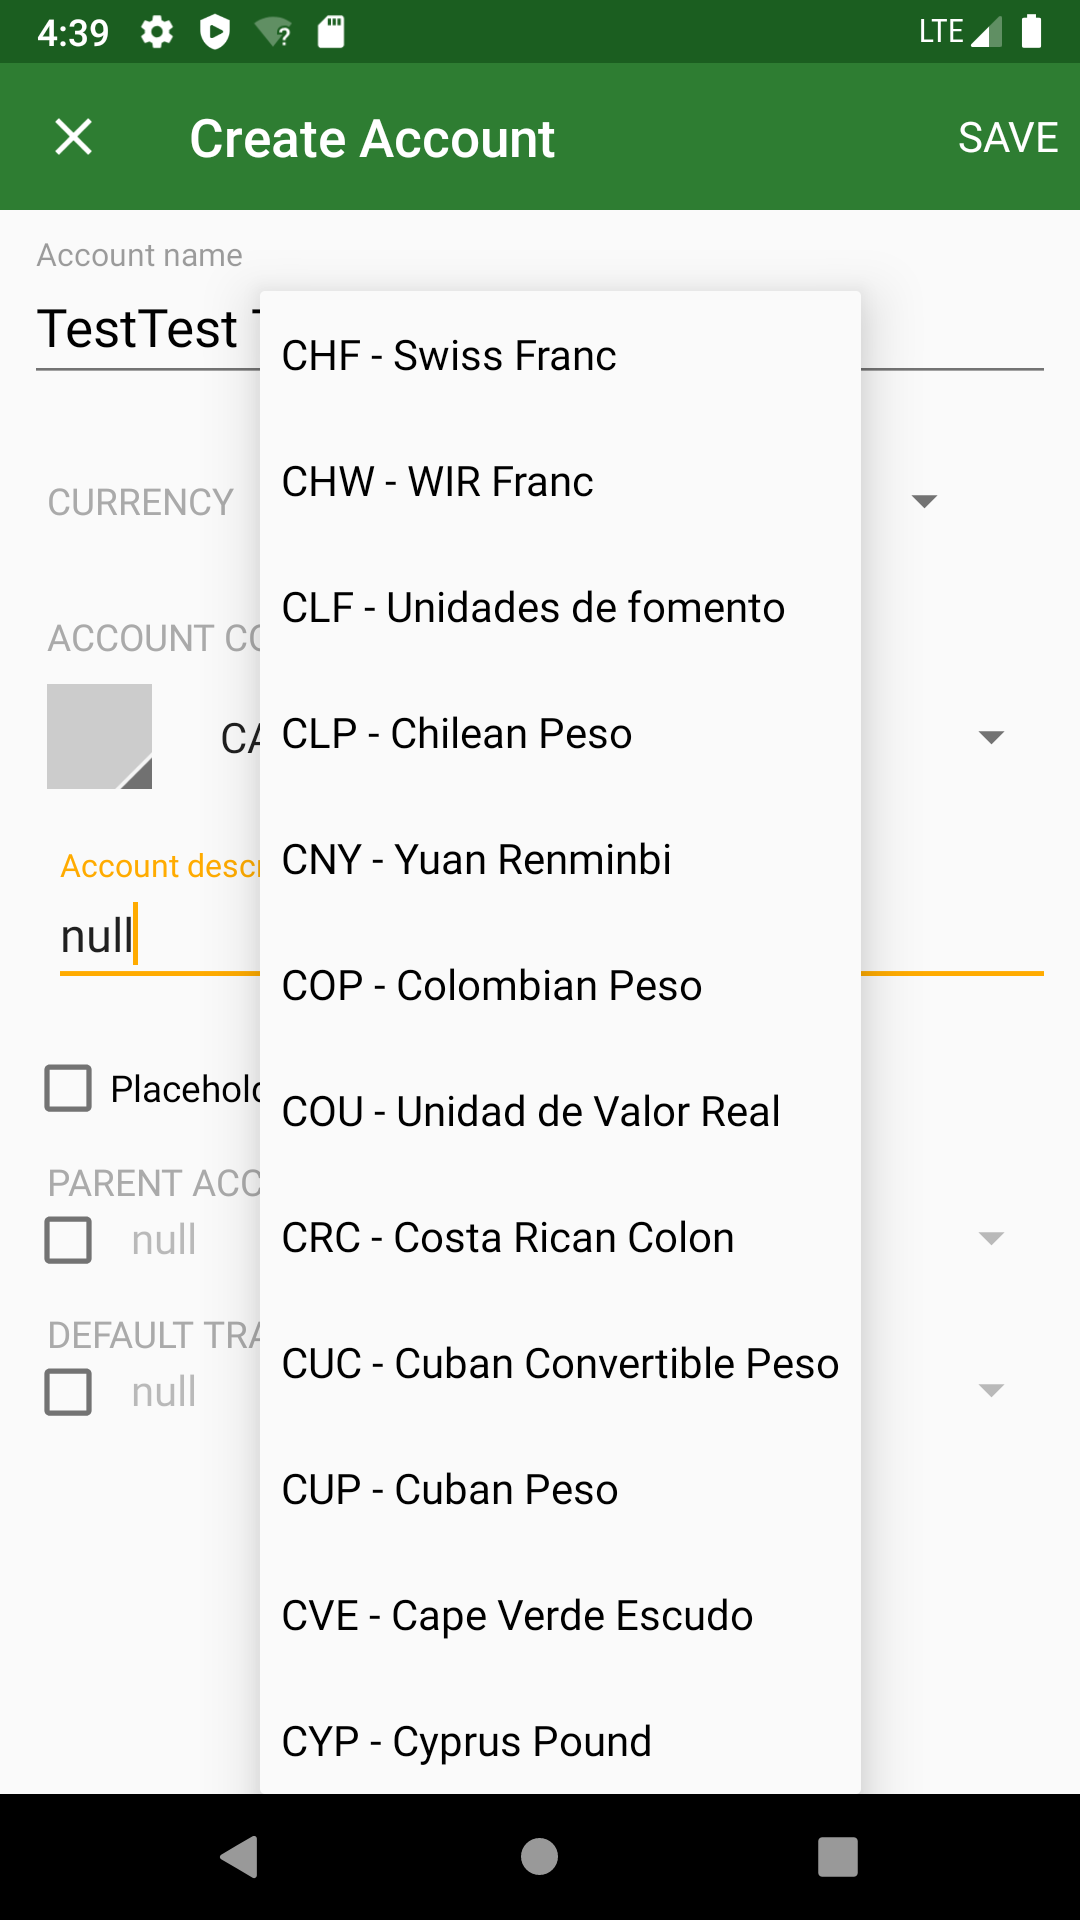 4:39 ? LTE
Create Account SAVE
Account name
TestTest
CHF - Swiss Franc
CHW - WIR Franc
CURRENCY
CLF - Unidades de fomento
ACCOUNT CO
CLP - Chilean Peso
CA
CNY - Yuan Renminbi
Account descr
null
COP - Colombian Peso
Placehold
COU - Unidad de Valor Real
PARENT ACC
null
CRC - Costa Rican Colon
DEFAULT TRA
CUC - Cuban Convertible Peso
null
CUP - Cuban Peso
CVE - Cape Verde Escudo
CYP - Cyprus Pound